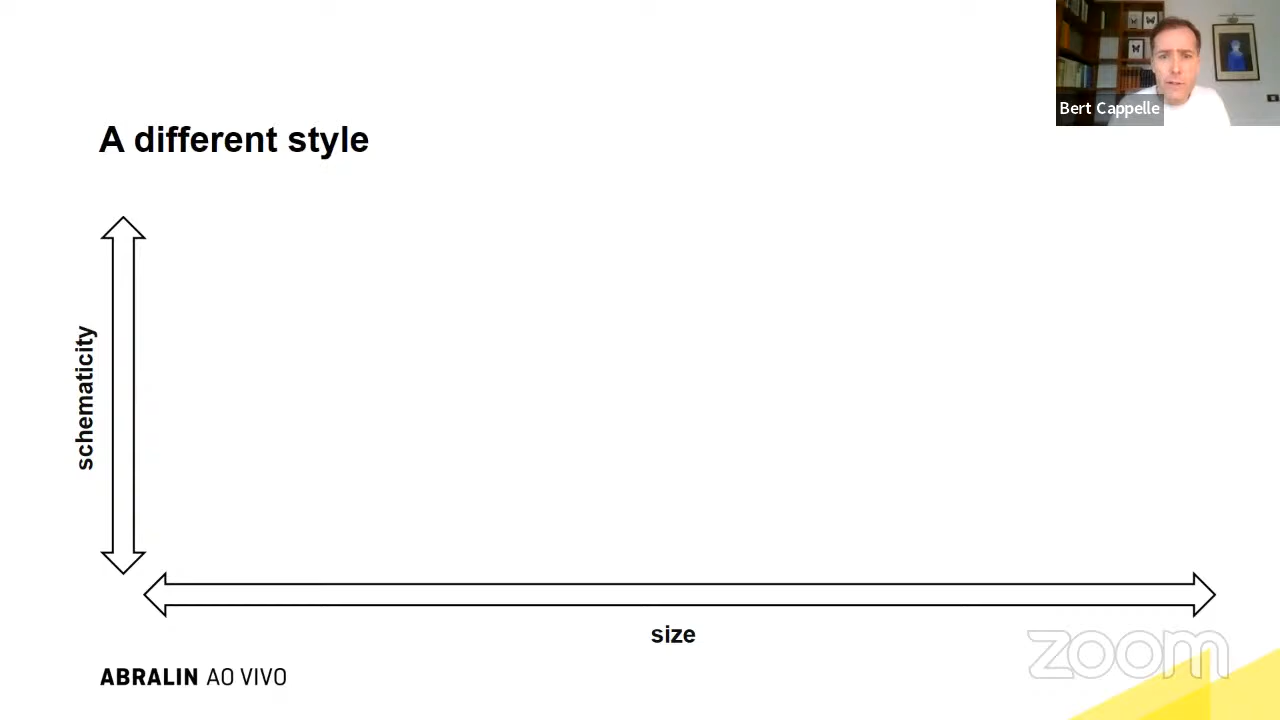 Bert Cappelle
A different style
schematicity
size
ABRALIN AO VIVO
zoom